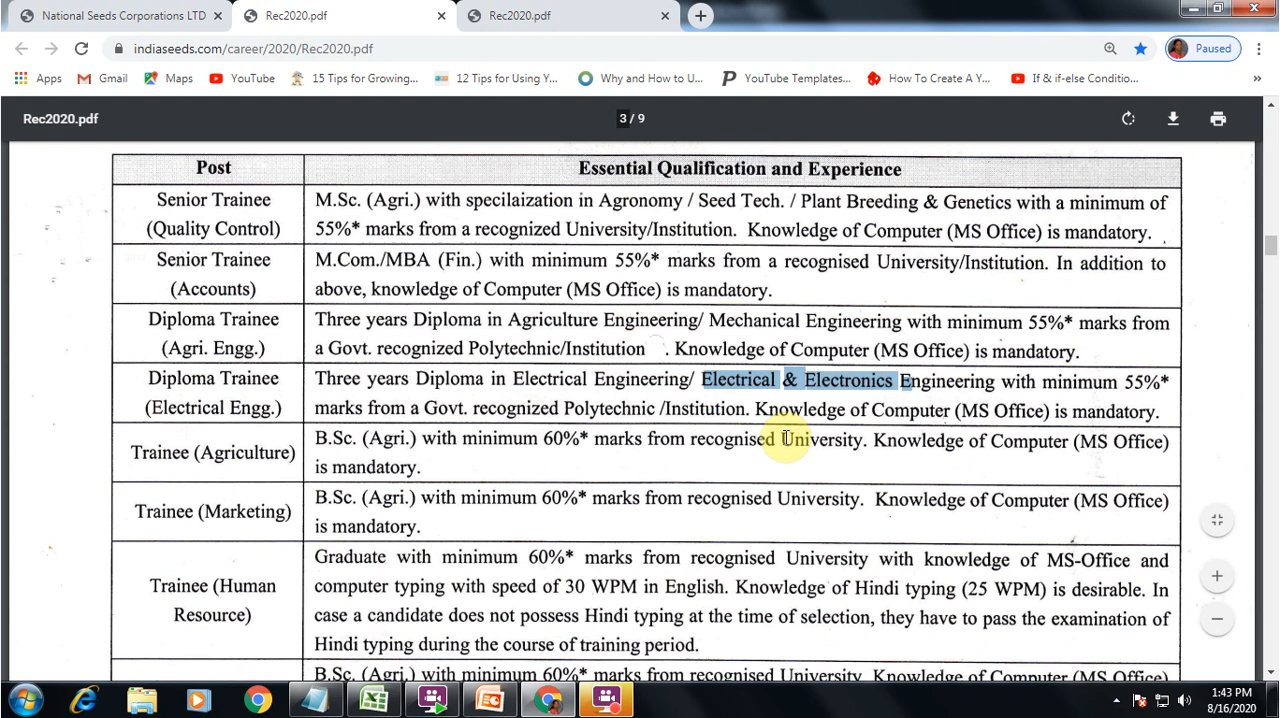 National Seeds Corporations LTD
Rec2020.pdf
Rec2020.pdf
indiaseeds.com/career/2020/Rec2020.pdf
Paused
Apps
Gmail
Maps
YouTube
15 Tips for Growing...
12 Tips for Using Y...
Why and How to U...
YouTube Templates...
How To Create A Y...
If & if-else Conditio...
»
Rec2020.pdf
3 / 9
Post
Essential Qualification and Experience
Senior Trainee
(Quality Control)
M.Sc. (Agri.) with specilaization in Agronomy / Seed Tech. / Plant Breeding & Genetics with a minimum of
55%* marks from a recognized University/Institution. Knowledge of Computer (MS Office) is mandatory.
Senior Trainee
(Accounts)
M.Com./MBA (Fin.) with minimum 55%* marks from a recognised University/Institution. In addition to
above, knowledge of Computer (MS Office) is mandatory.
Diploma Trainee
(Agri. Engg.)
Three years Diploma in Agriculture Engineering/ Mechanical Engineering with minimum 55%* marks from
a Govt. recognized Polytechnic/Institution . Knowledge of Computer (MS Office) is mandatory.
Diploma Trainee
(Electrical Engg.)
Three years Diploma in Electrical Engineering/ Electrical & Electronics Engineering with minimum 55%*
marks from a Govt. recognized Polytechnic /Institution. Knowledge of Computer (MS Office) is mandatory.
Trainee (Agriculture)
B.Sc. (Agri.) with minimum 60%* marks from recognised University. Knowledge of Computer (MS Office)
is mandatory.
Trainee (Marketing)
B.Sc. (Agri.) with minimum 60%* marks from recognised University. Knowledge of Computer (MS Office)
is mandatory.
Trainee (Human
Resource)
Graduate with minimum 60%* marks from recognised University with knowledge of MS-Office and
computer typing with speed of 30 WPM in English. Knowledge of Hindi typing (25 WPM) is desirable. In
case a candidate does not possess Hindi typing at the time of selection, they have to pass the examination of
Hindi typing during the course of training period.
B.Sc. (Agri.) with minimum 60%* marks from recognised University. Knowledge of Computer (MS Office)
1:43 PM
8/16/2020